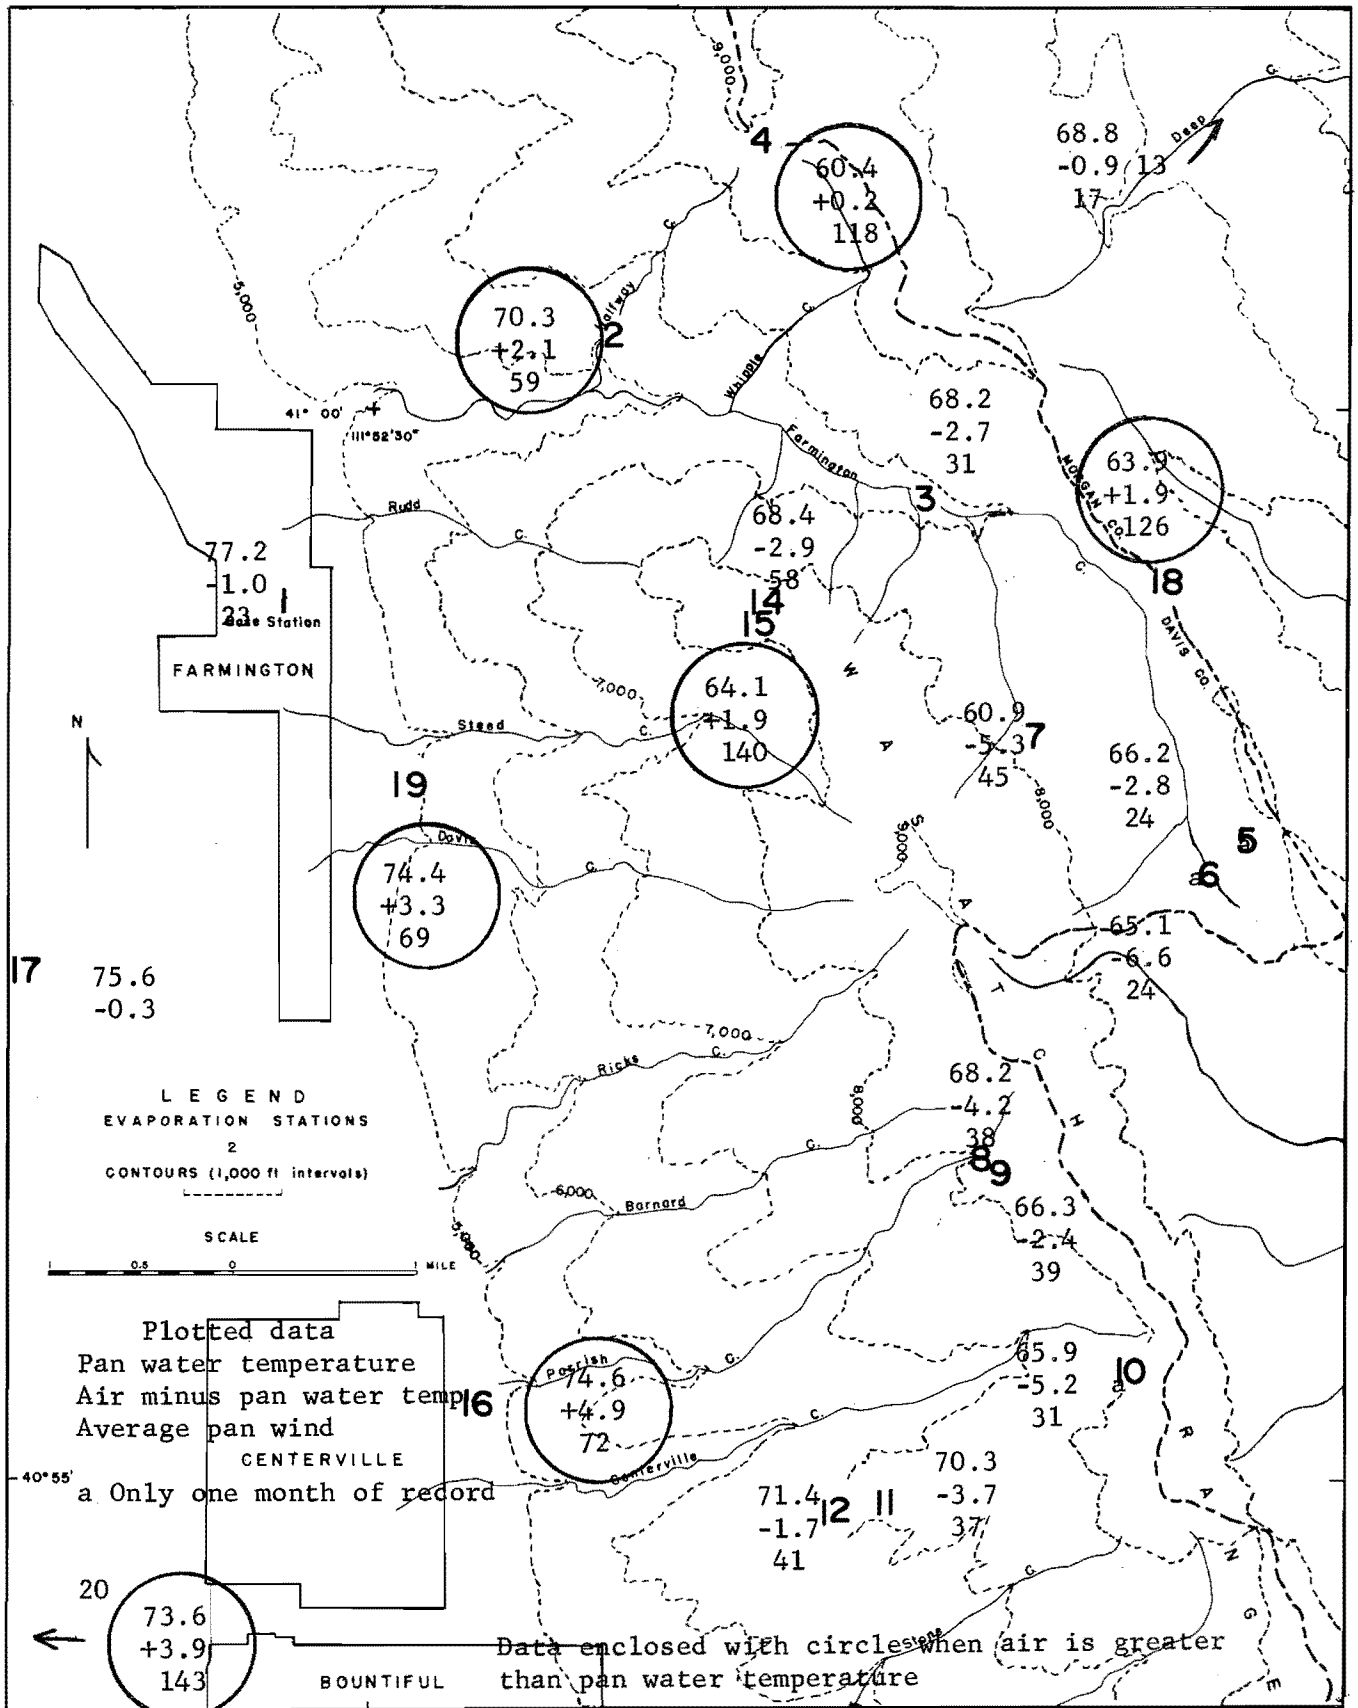 9,000
C.
Deep
68.8
-0.9 13
17
4
60.4
+0.2
118
C.
5,000
70.3
+2.1
59
Halfway
2
C.
Whipple
41° 00'
111°52'30"
68.2
-2.7
31
Farmington
3
MORGAN CO.
63.9
+1.9
126
Rudd
C.
68.4
-2.9
58
C.
18
77.2
-1.0
23
1
Base Station
14
15
DAVIS CO.
FARMINGTON
7,000
64.1
+1.9
140
W
60.9
-5.3
45
7
N
Steed
C.
A
66.2
-2.8
24
8,000
19
S
9,000
5
Davis
C.
a6
74.4
+3.3
69
A
65.1
-6.6
24
17
75.6
-0.3
T
7,000
Ricks
C.
C
68.2
-4.2
38
8,000
H
LEGEND
EVAPORATION STATIONS
2
CONTOURS (1,000 ft intervals)
C.
8
9
6,000
Barnard
66.3
-2.4
39
SCALE
5,000
0.5 0 MILE
Plotted data
Pan water temperature
Air minus pan water temp
Average pan wind
CENTERVILLE
a Only one month of record
16
Parrish
C.
74.6
+4.9
72
65.9
-5.2
31
a
10
C.
R
40°55'
Centerville
70.3
-3.7
37
A
71.4
-1.7
41
12
11
N
C.
20
73.6
+3.9
143
G
Stone
E
BOUNTIFUL
Data enclosed with circle when air is greater
than pan water temperature